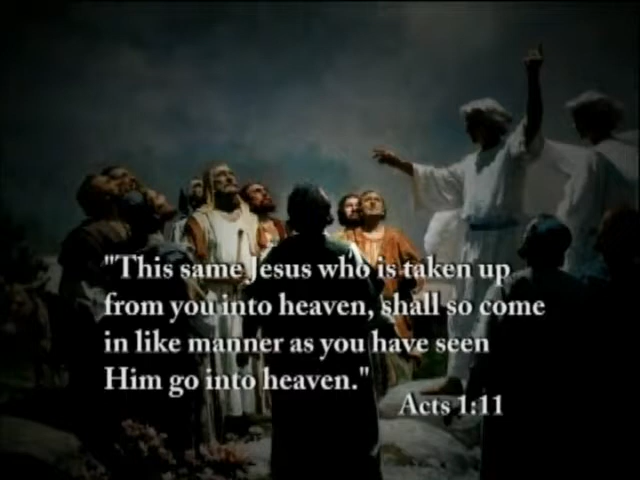 "This same Jesus who is taken up
from you into heaven, shall so come
in like manner as you have seen
Him go into heaven."
Acts 1:11